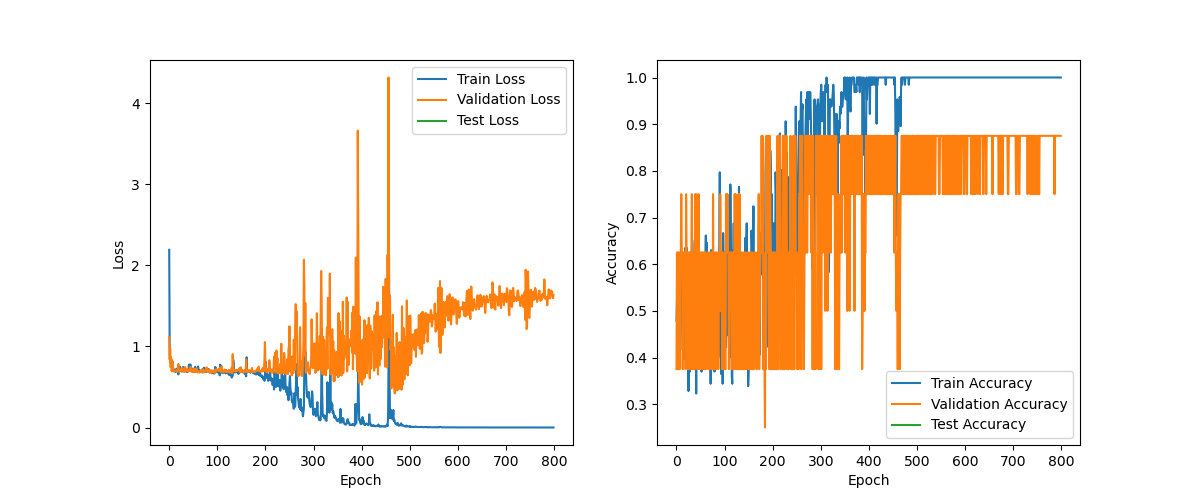 Train Loss
Validation Loss
Test Loss
4
3
2
1
0
Loss
0 100 200 300 400 500 600 700 800
Epoch
1.0
0.9
0.8
0.7
0.6
0.5
0.4
0.3
Accuracy
Train Accuracy
Validation Accuracy
Test Accuracy
0 100 200 300 400 500 600 700 800
Epoch